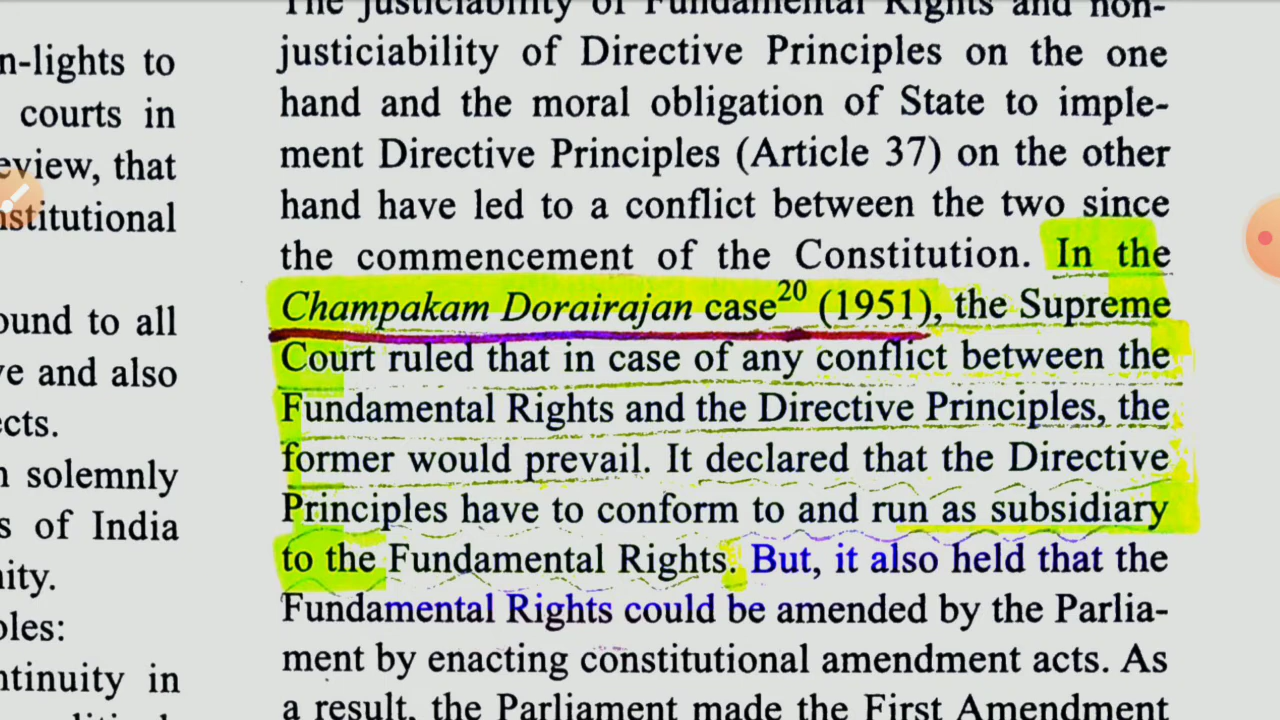 n-lights to
courts in
eview, that
nstitutional
ound to all
ve and also
ects.
n solemnly
s of India
nity.
oles:
ntinuity in
The justiciability of Fundamental Rights and non-
justiciability of Directive Principles on the one
hand and the moral obligation of State to imple-
ment Directive Principles (Article 37) on the other
hand have led to a conflict between the two since
the commencement of the Constitution. In the
Champakam Dorairajan case20 (1951), the Supreme
Court ruled that in case of any conflict between the
Fundamental Rights and the Directive Principles, the
former would prevail. It declared that the Directive
Principles have to conform to and run as subsidiary
to the Fundamental Rights. But, it also held that the
Fundamental Rights could be amended by the Parlia-
ment by enacting constitutional amendment acts. As
a result, the Parliament made the First Amendment